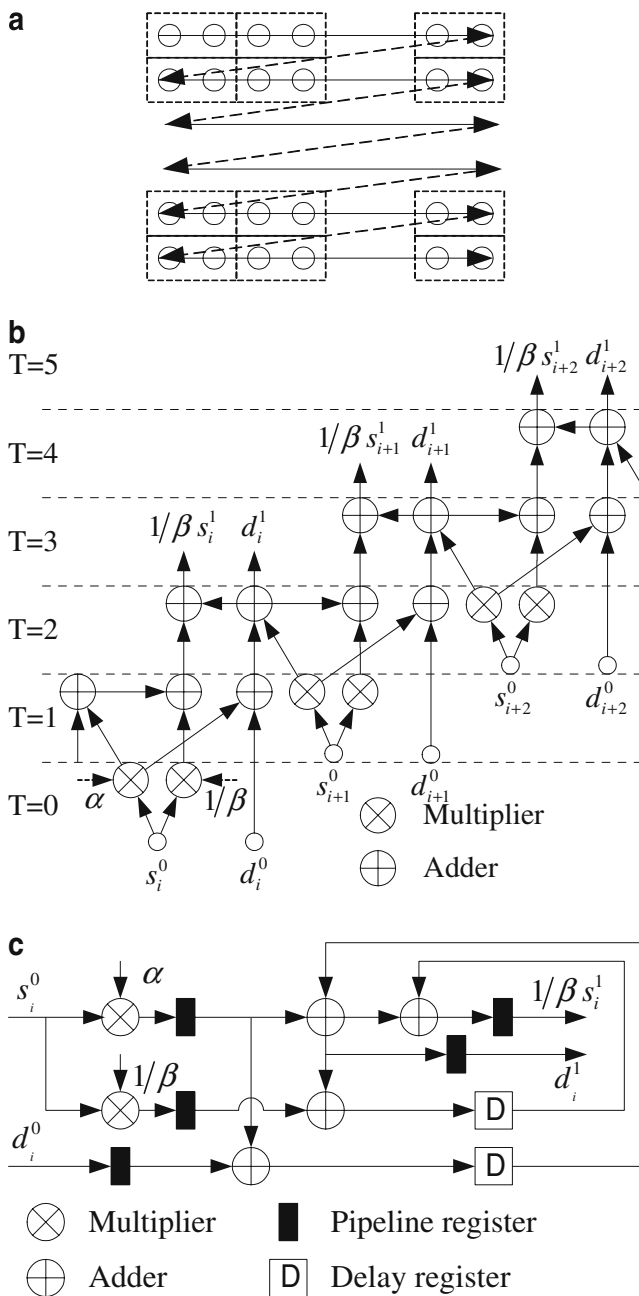 a
b
T=5
1/β s¹ᵢ₊₂ d¹ᵢ₊₂
T=4
1/β s¹ᵢ₊₁ d¹ᵢ₊₁
T=3
1/β s¹ᵢ d¹ᵢ
T=2
s⁰ᵢ₊₂ d⁰ᵢ₊₂
T=1
s⁰ᵢ₊₁ d⁰ᵢ₊₁
T=0
α 1/β
Multiplier
s⁰ᵢ d⁰ᵢ
Adder
c
s⁰ᵢ α 1/β s¹ᵢ
1/β d¹ᵢ
D
d⁰ᵢ
D
Multiplier Pipeline register
Adder D Delay register